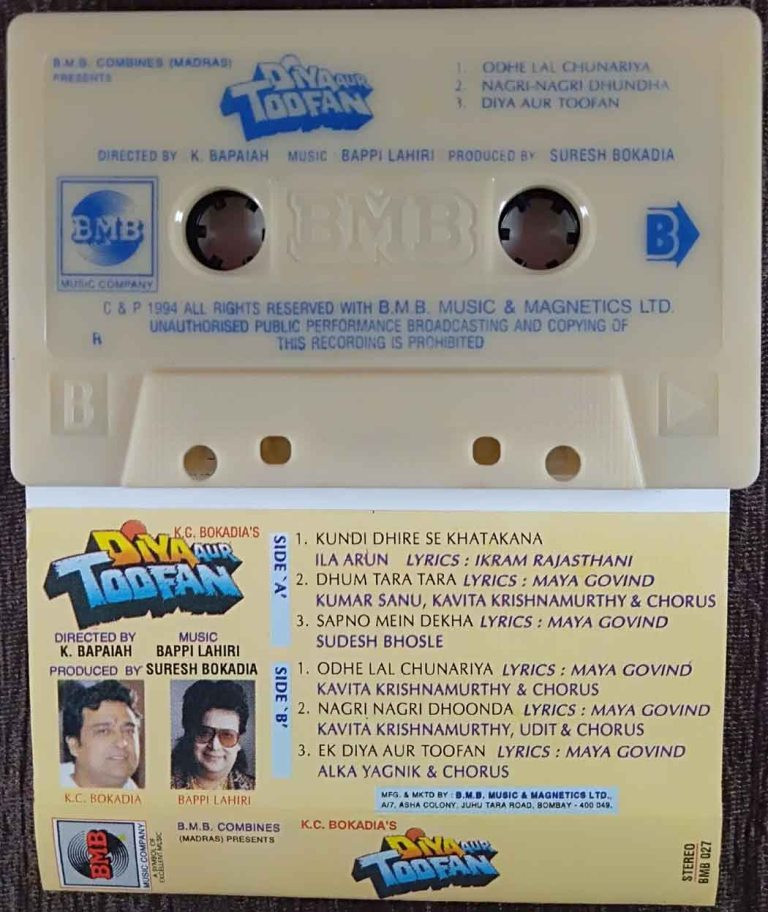 B.M.B. COMBINES (MADRAS)
PRESENTS
DIYA AUR
TOOFAN
1. ODHE LAL CHUNARIYA
2. NAGRI-NAGRI DHUNDHA
3. DIYA AUR TOOFAN
DIRECTED BY K. BAPAIAH MUSIC BAPPI LAHIRI PRODUCED BY SURESH BOKADIA
BMB
MUSIC COMPANY
BMB
B
C & P 1994 ALL RIGHTS RESERVED WITH B.M.B. MUSIC & MAGNETICS LTD.
UNAUTHORISED PUBLIC PERFORMANCE BROADCASTING AND COPYING OF
THIS RECORDING IS PROHIBITED
R
B
K.C. BOKADIA'S
DIYA AUR
TOOFAN
DIRECTED BY MUSIC
K. BAPAIAH BAPPI LAHIRI
PRODUCED BY SURESH BOKADIA
K.C. BOKADIA BAPPI LAHIRI
SIDE 'A'
1. KUNDI DHIRE SE KHATAKANA
ILA ARUN LYRICS : IKRAM RAJASTHANI
2. DHUM TARA TARA LYRICS : MAYA GOVIND
KUMAR SANU, KAVITA KRISHNAMURTHY & CHORUS
3. SAPNO MEIN DEKHA LYRICS : MAYA GOVIND
SUDESH BHOSLE
SIDE 'B'
1. ODHE LAL CHUNARIYA LYRICS : MAYA GOVIND
KAVITA KRISHNAMURTHY & CHORUS
2. NAGRI NAGRI DHOONDA LYRICS : MAYA GOVIND
KAVITA KRISHNAMURTHY, UDIT & CHORUS
3. EK DIYA AUR TOOFAN LYRICS : MAYA GOVIND
ALKA YAGNIK & CHORUS
MFG. & MKTD BY : B.M.B. MUSIC & MAGNETICS LTD.,
A/7, ASHA COLONY, JUHU TARA ROAD, BOMBAY - 400 049.
BMB
MUSIC COMPANY
A SYMBOL OF
EXCELLENT MUSIC
B.M.B. COMBINES
(MADRAS) PRESENTS
K.C. BOKADIA'S
DIYA AUR
TOOFAN
STEREO
BMB 027